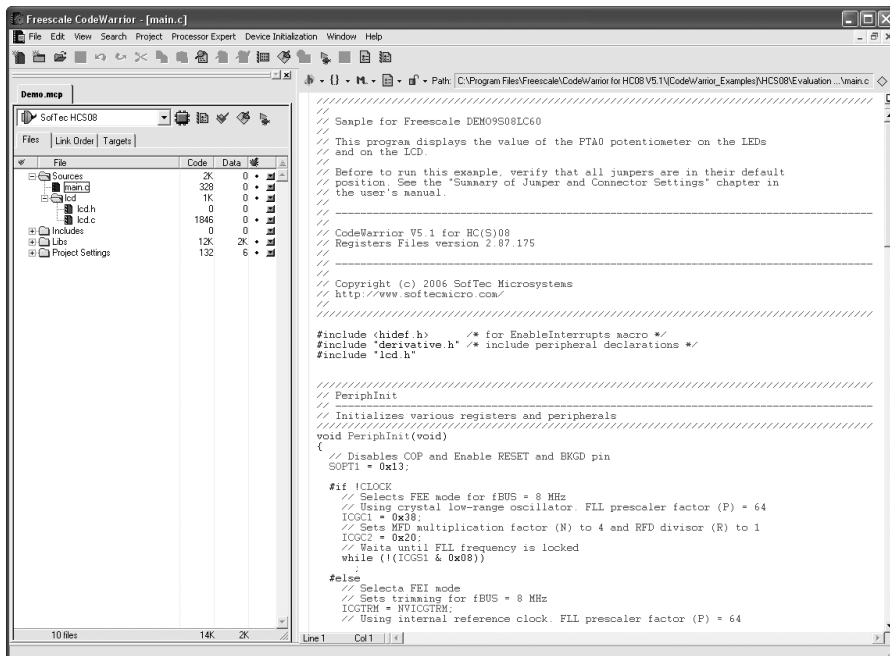 Freescale CodeWarrior - [main.c]
File Edit View Search Project Processor Expert Device Initialization Window Help
Demo.mcp
SofTec HCS08
Files Link Order Targets
File Code Data
Sources 2K 0
main.c 328 0
lcd 1K 0
lcd.h 0 0
lcd.c 1846 0
Includes 0 0
Libs 12K 2K
Project Settings 132 6
10 files 14K 2K
{} M. Path: C:\Program Files\Freescale\CodeWarrior for HC08 V5.1\(CodeWarrior_Examples)\HCS08\Evaluation ...\main.c
////////////////////////////////////////////////////////////////////////////////////
//
// Sample for Freescale DEMO9S08LC60
//
// This program displays the value of the PTA0 potentiometer on the LEDs
// and on the LCD.
//
// Before to run this example, verify that all jumpers are in their default
// position. See the "Summary of Jumper and Connector Settings" chapter in
// the user's manual.
//
// --------------------------------------------------------------------------------
//
// CodeWarrior V5.1 for HC(S)08
// Registers Files version 2.87.175
//
// --------------------------------------------------------------------------------
//
// Copyright (c) 2006 SofTec Microsystems
// http://www.softecmicro.com/
//
////////////////////////////////////////////////////////////////////////////////////
#include <hidef.h> /* for EnableInterrupts macro */
#include "derivative.h" /* include peripheral declarations */
#include "lcd.h"
////////////////////////////////////////////////////////////////////////////////////
// PeriphInit
// --------------------------------------------------------------------------------
// Initializes various registers and peripherals
////////////////////////////////////////////////////////////////////////////////////
void PeriphInit(void)
{
// Disables COP and Enable RESET and BKGD pin
SOPT1 = 0x13;
#if !CLOCK
// Selects FEE mode for fBUS = 8 MHz
// Using crystal low-range oscillator. FLL prescaler factor (P) = 64
ICGC1 = 0x38;
// Sets MFD multiplication factor (N) to 4 and RFD divisor (R) to 1
ICGC2 = 0x20;
// Waita until FLL frequency is locked
while (!(ICGS1 & 0x08))
;
#else
// Selecta FEI mode
// Sets trimming for fBUS = 8 MHz
ICGTRM = NVICGTRM;
// Using internal reference clock. FLL prescaler factor (P) = 64
Line 1 Col 1